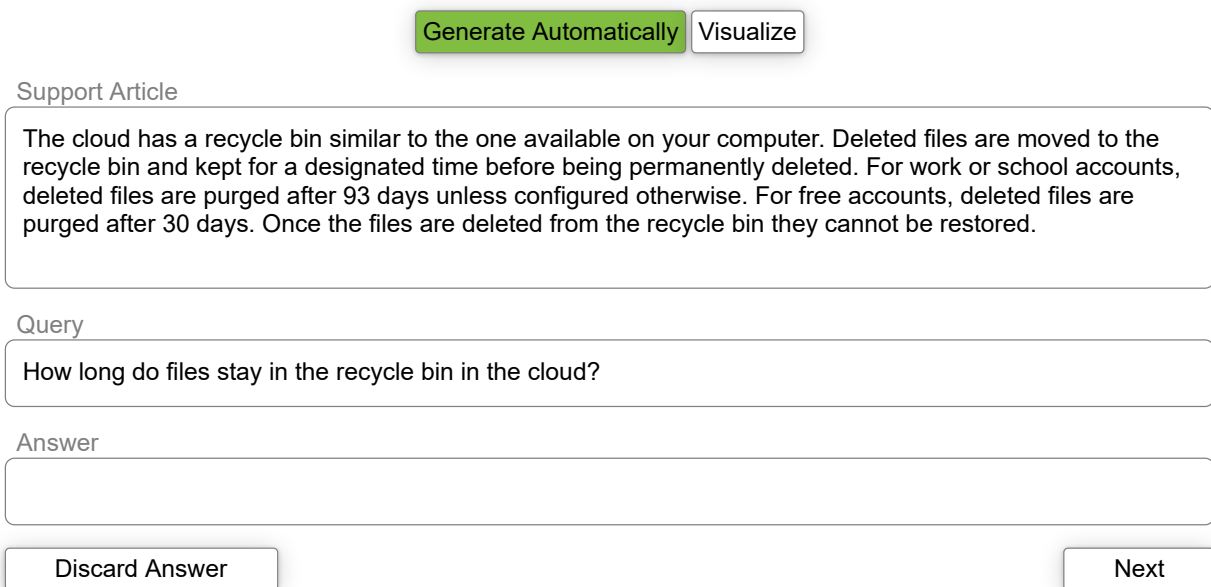 Generate Automatically Visualize
Support Article
The cloud has a recycle bin similar to the one available on your computer. Deleted files are moved to the
recycle bin and kept for a designated time before being permanently deleted. For work or school accounts,
deleted files are purged after 93 days unless configured otherwise. For free accounts, deleted files are
purged after 30 days. Once the files are deleted from the recycle bin they cannot be restored.
Query
How long do files stay in the recycle bin in the cloud?
Answer
Discard Answer Next